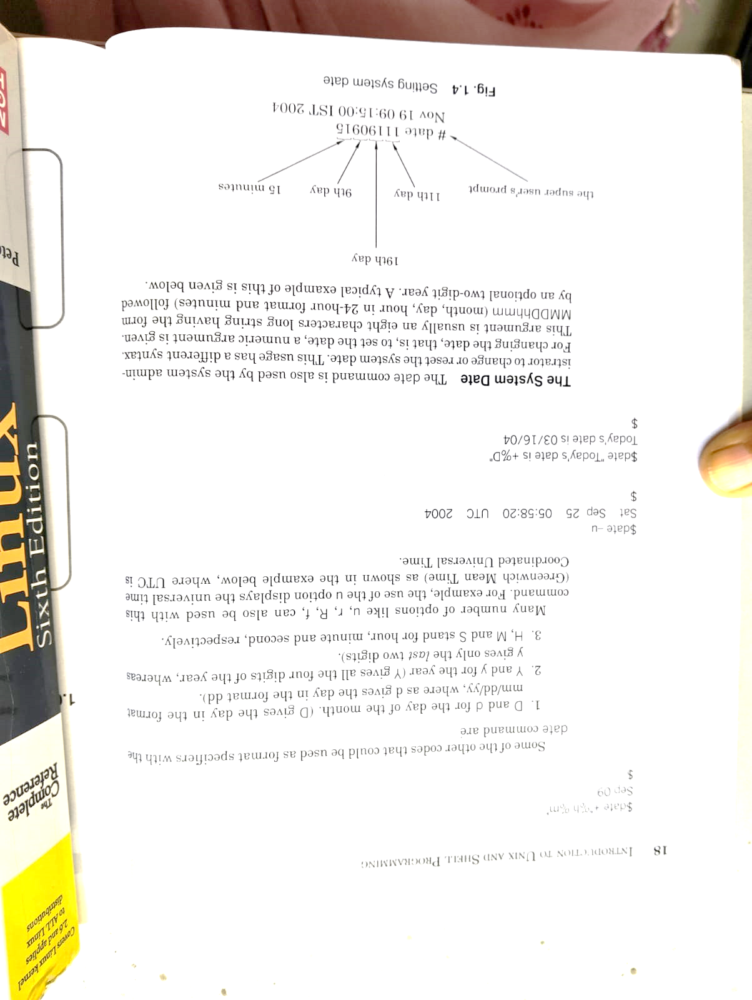 18 INTRODUCTION TO UNIX AND SHELL PROGRAMMING
$date +"%h %m"
Sep 09
$
Some of the other codes that could be used as format specifiers with the
date command are
1. D and d for the day of the month. (D gives the day in the format
mm/dd/yy, where as d gives the day in the format dd).
2. Y and y for the year (Y gives all the four digits of the year, whereas
y gives only the last two digits).
3. H, M and S stand for hour, minute and second, respectively.
Many number of options like u, r, R, f, can also be used with this
command. For example, the use of the u option displays the universal time
(Greenwich Mean Time) as shown in the example below, where UTC is
Coordinated Universal Time.
$date –u
Sat Sep 25 05:58:20 UTC 2004
$
$date "Today's date is +%D"
Today's date is 03/16/04
$
The System Date The date command is also used by the system admin-
istrator to change or reset the system date. This usage has a different syntax.
For changing the date, that is, to set the date, a numeric argument is given.
This argument is usually an eight characters long string having the form
MMDDhhmm (month, day, hour in 24-hour format and minutes) followed
by an optional two-digit year. A typical example of this is given below.
19th day
the super user's prompt 11th day 9th day 15 minutes
# date 11190915
Nov 19 09:15:00 IST 2004
Fig. 1.4 Setting system date
Covers Linux kernel
2.6 and applies
to ALL Linux
distributions
The
Complete
Reference
Linux
Sixth Edition